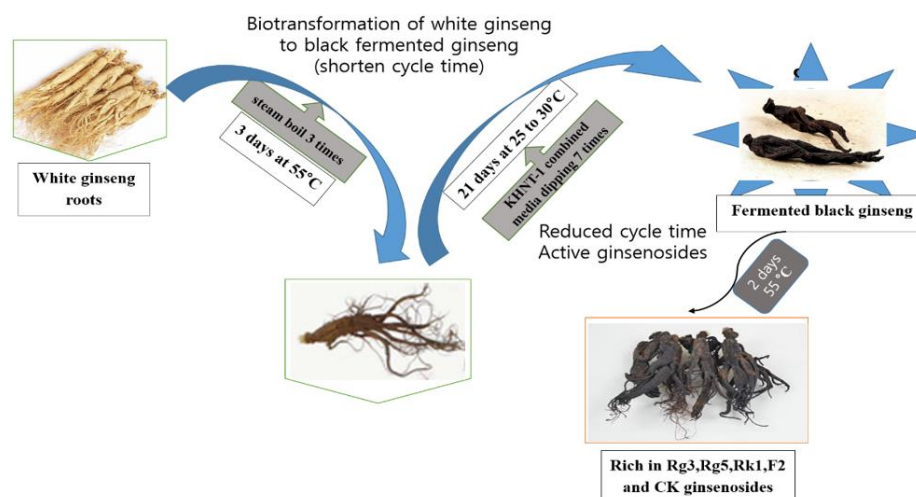 Biotransformation of white ginseng
to black fermented ginseng
(shorten cycle time)
White ginseng
roots
steam boil 3 times
3 days at 55°C
21 days at 25 to 30°C
KHNT-1 combined
media dipping 7 times
Reduced cycle time
Active ginsenosides
Fermented black ginseng
2 days
55 °C
Rich in Rg3,Rg5,Rk1,F2
and CK ginsenosides